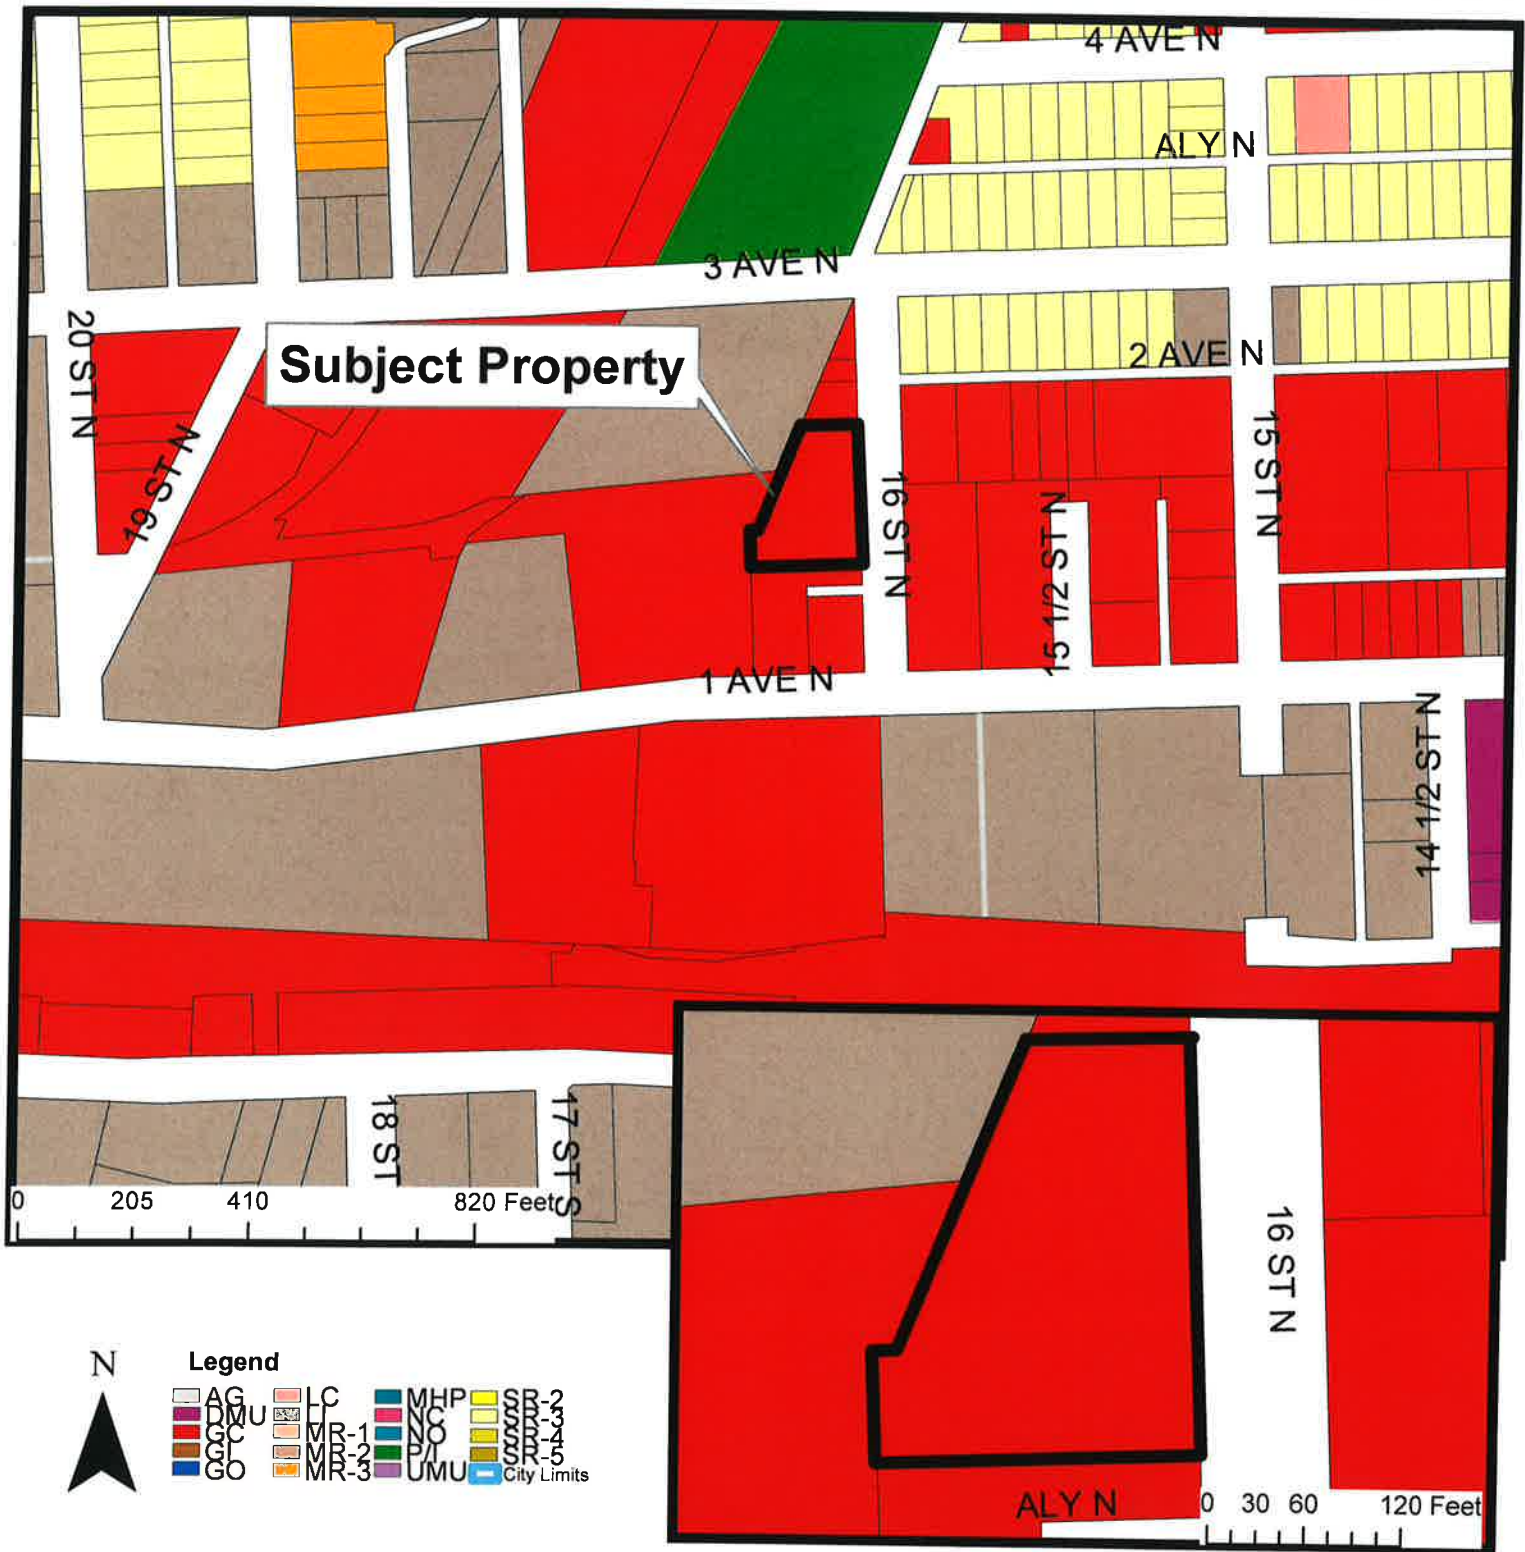 4 AVE N
ALY N
3 AVE N
20 ST N
Subject Property
2 AVE N
19 ST N
16 ST N
15 1/2 ST N
15 ST N
1 AVE N
14 1/2 ST N
18 ST
17 ST S
0 205 410 820 Feet
16 ST N
ALY N
0 30 60 120 Feet
N
Legend
AG LC MHP SR-2
DMU LI NC SR-3
GC MR-1 NO SR-4
GI MR-2 P/I SR-5
GO MR-3 UMU City Limits